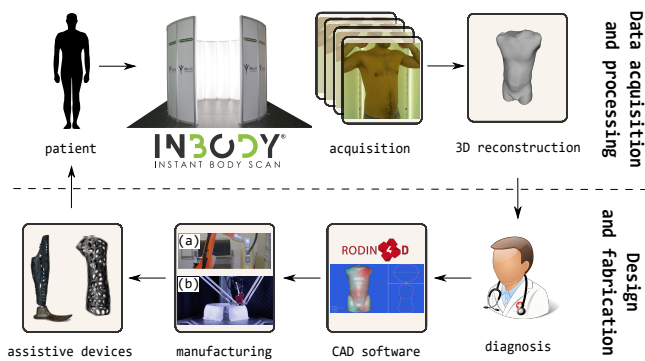 Data acquisition
and processing
INBODY®
INSTANT BODY SCAN
patient
acquisition
3D reconstruction
(a)
(b)
RODIN4D
Design
and fabrication
assistive devices
manufacturing
CAD software
diagnosis